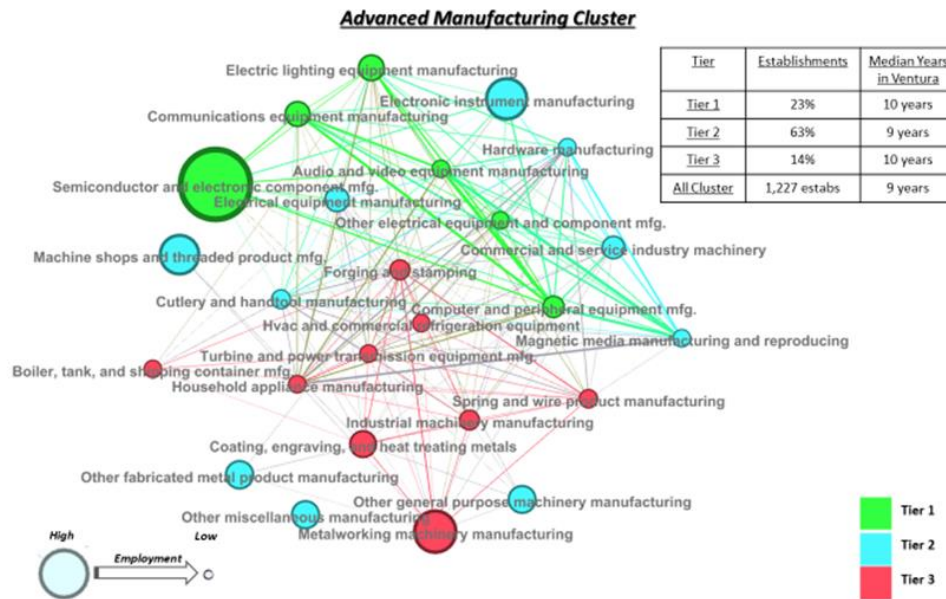 Advanced Manufacturing Cluster
Tier Establishments Median Years in Ventura
Tier 1 23% 10 years
Tier 2 63% 9 years
Tier 3 14% 10 years
All Cluster 1,227 estabs 9 years
Electric lighting equipment manufacturing
Electronic instrument manufacturing
Communications equipment manufacturing
Hardware manufacturing
Audio and video equipment manufacturing
Semiconductor and electronic component mfg.
Electrical equipment manufacturing
Other electrical equipment and component mfg.
Commercial and service industry machinery
Machine shops and threaded product mfg.
Forging and stamping
Cutlery and handtool manufacturing
Computer and peripheral equipment mfg.
Hvac and commercial refrigeration equipment
Magnetic media manufacturing and reproducing
Turbine and power transmission equipment mfg.
Boiler, tank, and shipping container mfg.
Household appliance manufacturing
Spring and wire product manufacturing
Industrial machinery manufacturing
Coating, engraving, and heat treating metals
Other fabricated metal product manufacturing
Other general purpose machinery manufacturing
Other miscellaneous manufacturing
Metalworking machinery manufacturing
High
Low
Employment
Tier 1
Tier 2
Tier 3